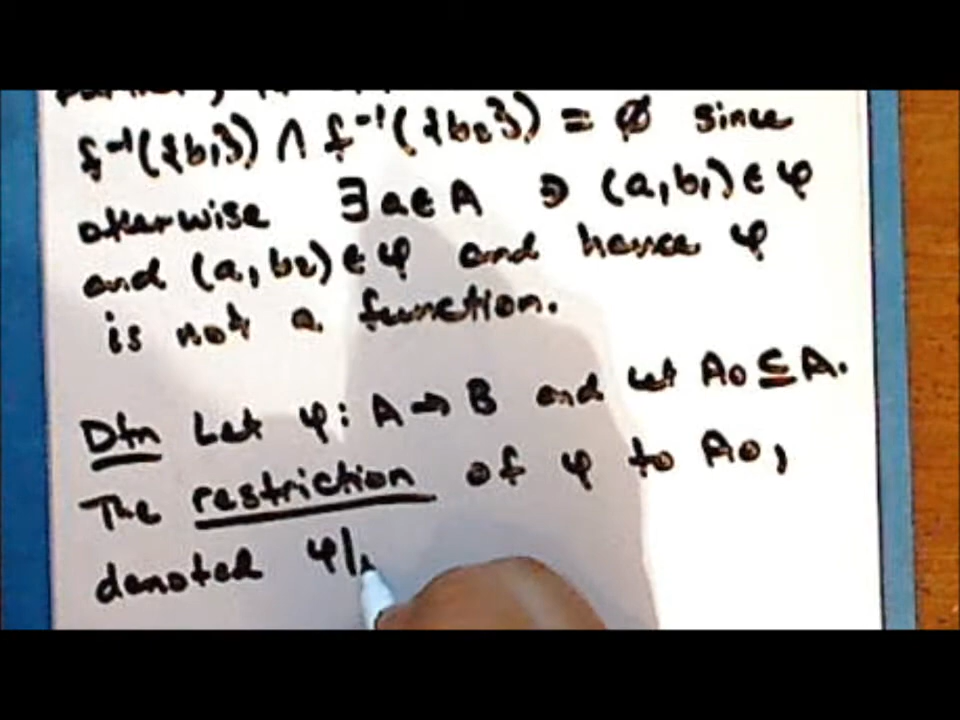 f⁻¹({b₁}) ∩ f⁻¹({b₂}) = ∅ since
otherwise ∃ a ∈ A ∋ (a, b₁) ∈ φ
and (a, b₂) ∈ φ and hence φ
is not a function.
Dfn Let φ: A → B and let A₀ ⊆ A.
The restriction of φ to A₀,
denoted φ|